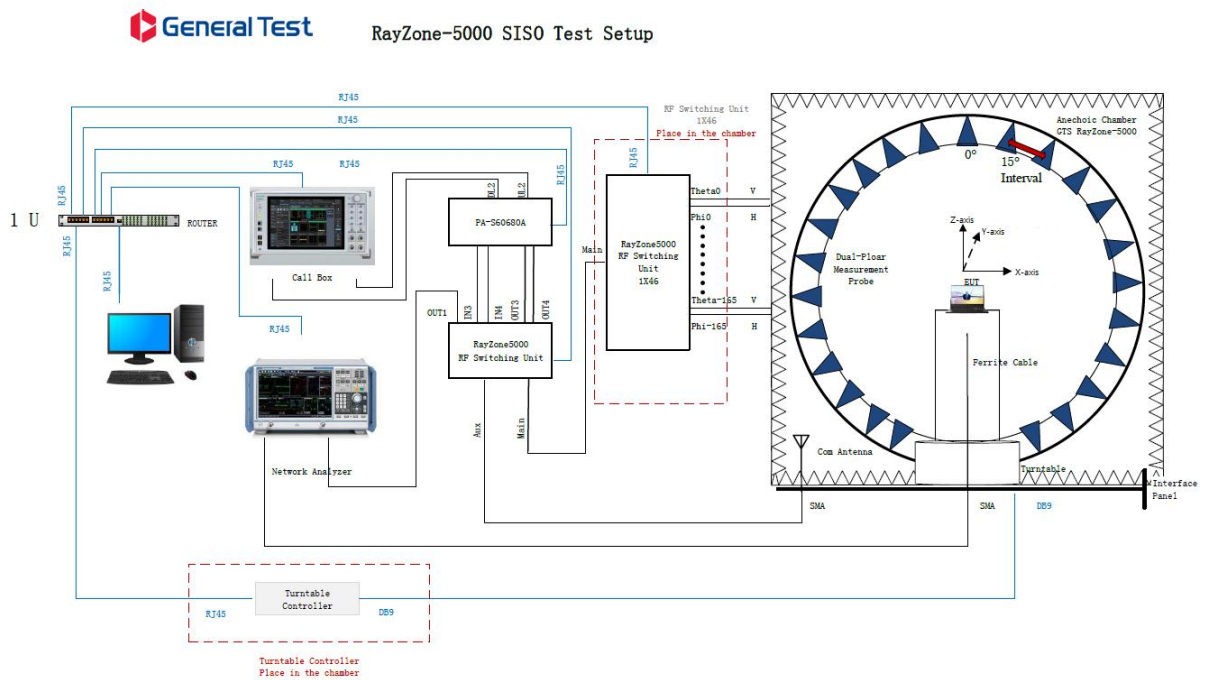 General Test
RayZone-5000 SISO Test Setup
RJ45
RJ45
RJ45
RJ45
RJ45
RJ45
RJ45
RF Switching Unit
1X46
Place in the chamber
Anechoic Chamber
GTS RayZone-5000
0°
15°
Interval
1 U
ROUTER
RJ45
RJ45
RJ45
Call Box
UL2
PA-S60680A
IN3
IN4
OUT3
OUT4
OUT1
RayZone5000
RF Switching Unit
Aux
Main
Network Analyzer
Main
RayZone5000
RF Switching
Unit
1X46
Theta0 V
Phi0 H
Theta-165 V
Phi-165 H
Dual-Ploar
Measurement
Probe
Z-axis
Y-axis
X-axis
EUT
Ferrite Cable
Com Antenna
Turntable
Interface
Panel
SMA
SMA
DB9
Turntable
Controller
RJ45
DB9
Turntable Controller
Place in the chamber